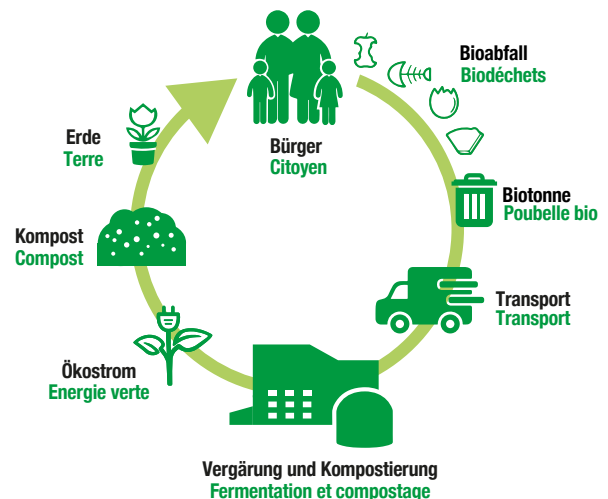 Bioabfall
Biodéchets
Bürger
Citoyen
Biotonne
Poubelle bio
Transport
Transport
Vergärung und Kompostierung
Fermentation et compostage
Ökostrom
Energie verte
Kompost
Compost
Erde
Terre